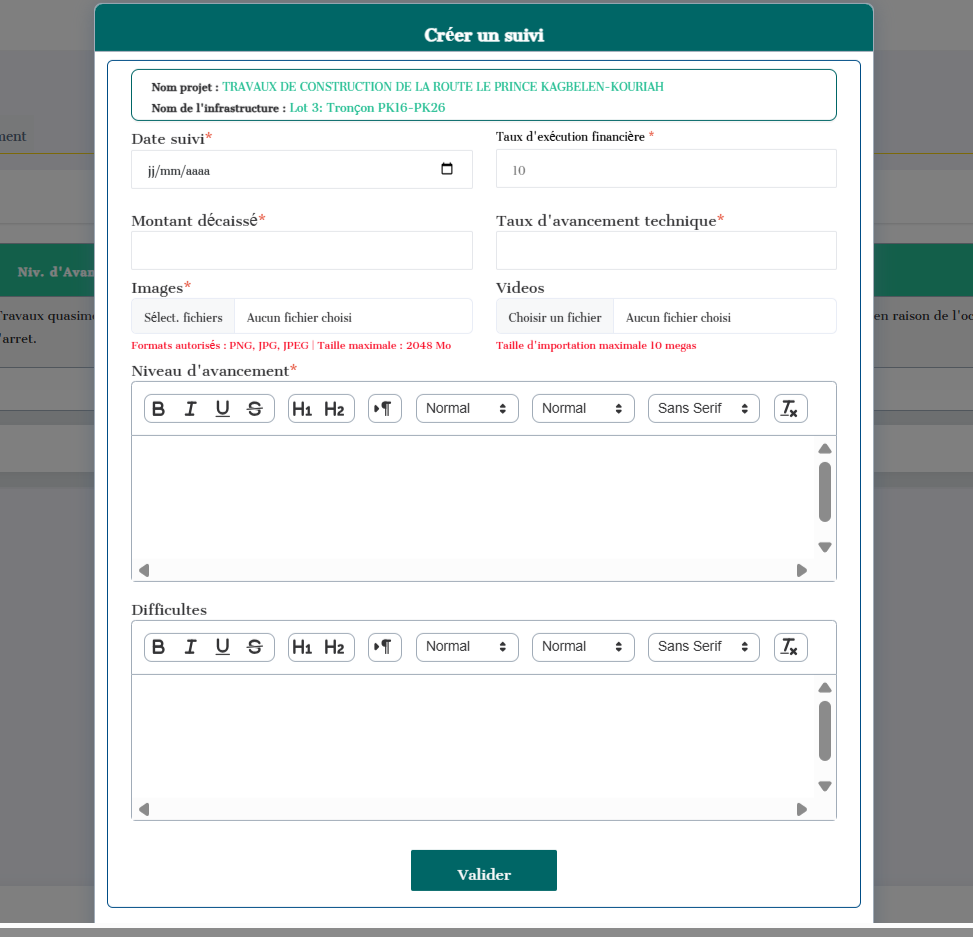 Créer un suivi
Nom projet : TRAVAUX DE CONSTRUCTION DE LA ROUTE LE PRINCE KAGBELEN-KOURIAH
Nom de l'infrastructure : Lot 3: Tronçon PK16-PK26
ment
Date suivi*
Taux d'exécution financière *
jj/mm/aaaa
10
Montant décaissé*
Taux d'avancement technique*
Niv. d'Avan
Images*
Videos
Sélect. fichiers Aucun fichier choisi
Choisir un fichier Aucun fichier choisi
Travaux quasim
en raison de l'oc
'arret.
Formats autorisés : PNG, JPG, JPEG | Taille maximale : 2048 Mo
Taille d'importation maximale 10 megas
Niveau d'avancement*
B I U S H1 H2 ¶ Normal Normal Sans Serif Tx
Difficultes
B I U S H1 H2 ¶ Normal Normal Sans Serif Tx
Valider